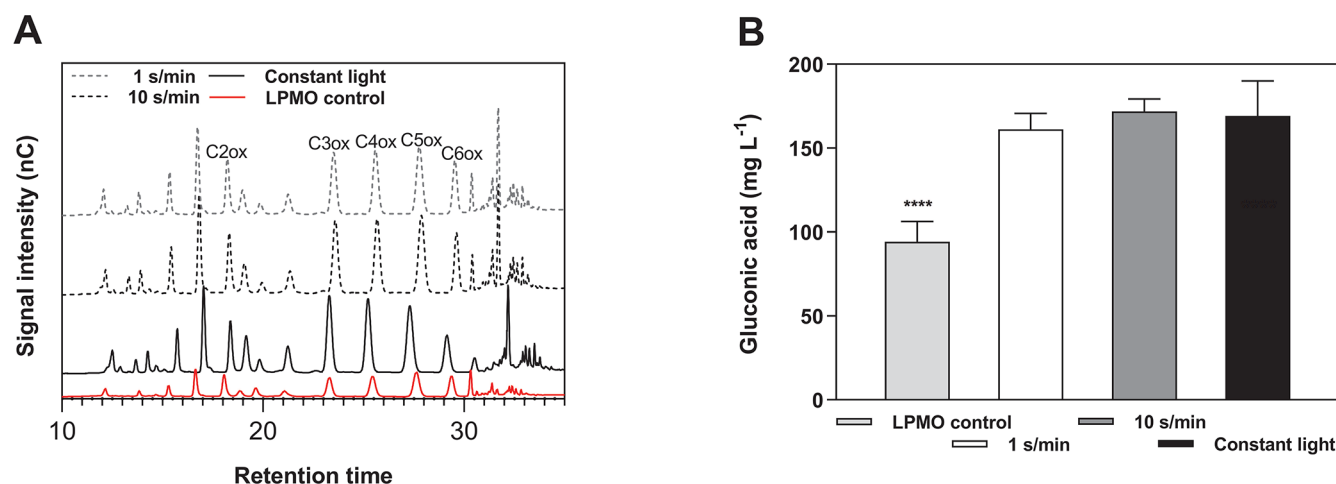 A
1 s/min Constant light
10 s/min LPMO control
C2ox C3ox C4ox C5ox C6ox
Signal intensity (nC)
10 20 30
Retention time
B
200
150
100
50
0
****
Gluconic acid (mg L-1)
LPMO control 10 s/min
1 s/min Constant light